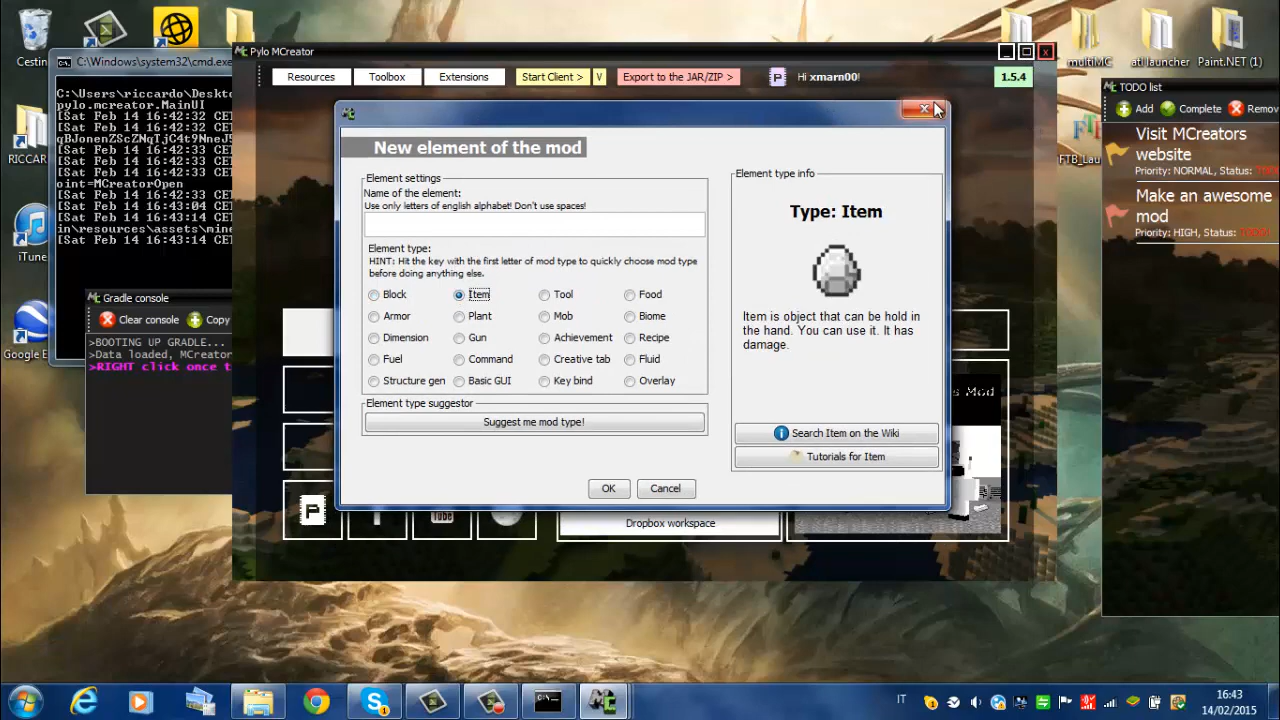 Cestin
multiMC
atl launcher
Paint.NET (1)
C:\Windows\system32\cmd.exe
Pylo MCreator
Resources
Toolbox
Extensions
Start Client >
V
Export to the JAR/ZIP >
P
Hi xmarn00!
1.5.4
TODO list
Add
Complete
Remov
Visit MCreators
website
Priority: NORMAL, Status:
Make an awesome
mod
Priority: HIGH, Status:
C:\Users\riccardo\Deskto
pylo.mcreator.MainUI
[Sat Feb 14 16:42:32 CE
[Sat Feb 14 16:42:32 CE
qBJonenZScZNqTjC4t9NneJ5
[Sat Feb 14 16:42:33 CE
[Sat Feb 14 16:42:33 CE
oint=MCreatorOpen
[Sat Feb 14 16:42:33 CE
[Sat Feb 14 16:43:04 CE
[Sat Feb 14 16:43:14 CE
in\resources\assets\mine
[Sat Feb 14 16:43:14 CE
RICCAR
iTune
Google E
FTB_Lau
Gradle console
Clear console
Copy
>BOOTING UP GRADLE...
>Data loaded, MCreator
>RIGHT click once t
New element of the mod
Element settings
Name of the element:
Use only letters of english alphabet! Don't use spaces!
Element type:
HINT: Hit the key with the first letter of mod type to quickly choose mod type
before doing anything else.
Block
Item
Tool
Food
Armor
Plant
Mob
Biome
Dimension
Gun
Achievement
Recipe
Fuel
Command
Creative tab
Fluid
Structure gen
Basic GUI
Key bind
Overlay
Element type suggestor
Suggest me mod type!
OK
Cancel
Element type info
Type: Item
Item is object that can be hold in
the hand. You can use it. It has
damage.
Search Item on the Wiki
Tutorials for Item
s Mod
P
You
Dropbox workspace
IT
16:43
14/02/2015